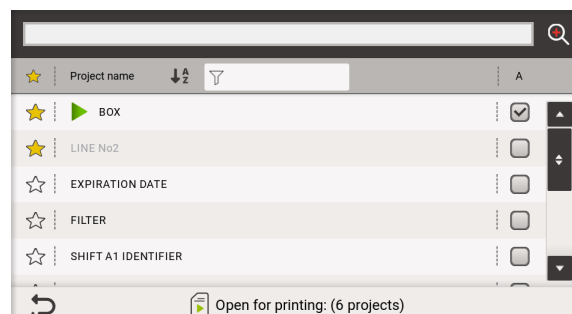 Project name A Z A
BOX
LINE No2
EXPIRATION DATE
FILTER
SHIFT A1 IDENTIFIER
Open for printing: (6 projects)